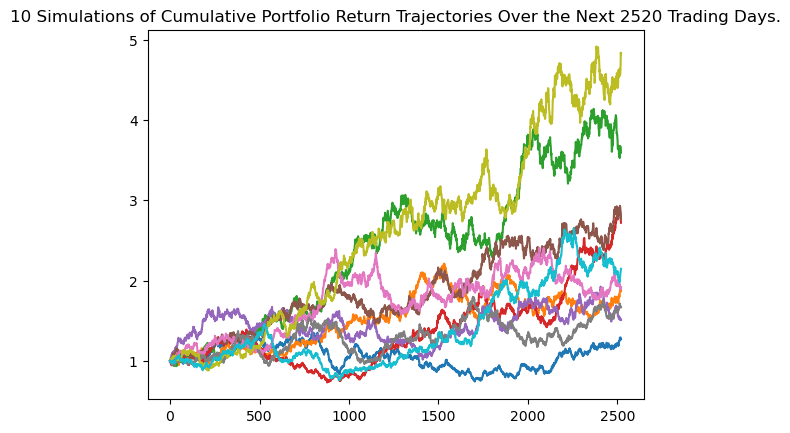 10 Simulations of Cumulative Portfolio Return Trajectories Over the Next 2520 Trading Days.
5
4
3
2
1
0 500 1000 1500 2000 2500